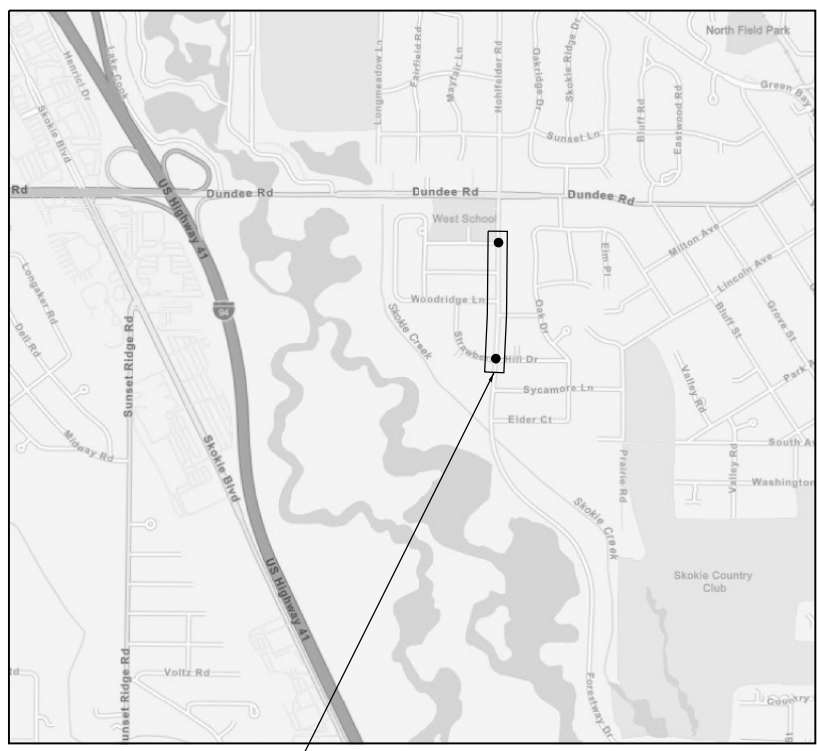 North Field Park
Henrici Dr
Lake Cook
Longmeadow Ln
Fairfield Rd
Mayfair Ln
Hohlfelder Rd
Oakridge Dr
Skokie Ridge Dr
Bluff Rd
Eastwood Rd
Green Bay
Skokie Blvd
Sunset Ln
Rd
Dundee Rd
Dundee Rd
Dundee Rd
US Highway 41
West School
Milton Ave
Elm Pl
Lincoln Ave
Longaker Rd
Woodridge Ln
Oak Dr
Bluff St
Grove St
94
Skokie Creek
Dell Rd
Sunset Ridge Rd
Hill Dr
Valley Rd
Park A
Sycamore Ln
Elder Ct
Midway Rd
Skokie Blvd
South Av
Prairie Rd
Valley Rd
Washington
Skokie Creek
US Highway 41
Skokie Country
Club
Voltz Rd
Forestway Dr
unset Ridge Rd
Country
St